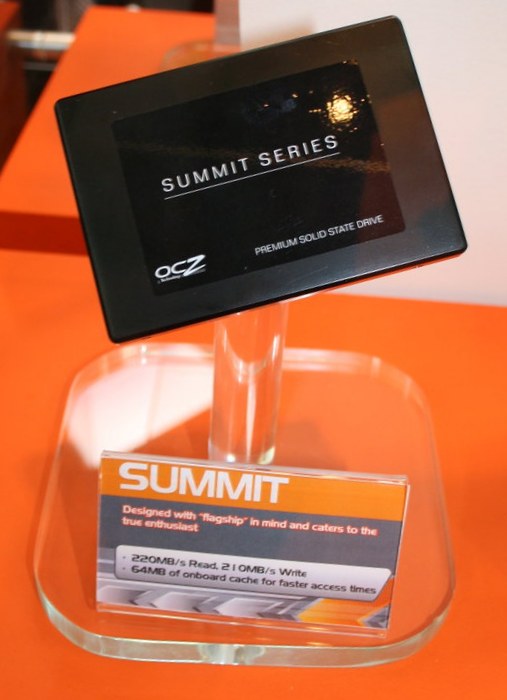 SUMMIT SERIES
PREMIUM SOLID STATE DRIVE
OCZ
Technology
SUMMIT
Designed with "flagship" in mind and caters to the
true enthusiast
• 220MB/s Read, 210MB/s Write
• 64MB of onboard cache for faster access times